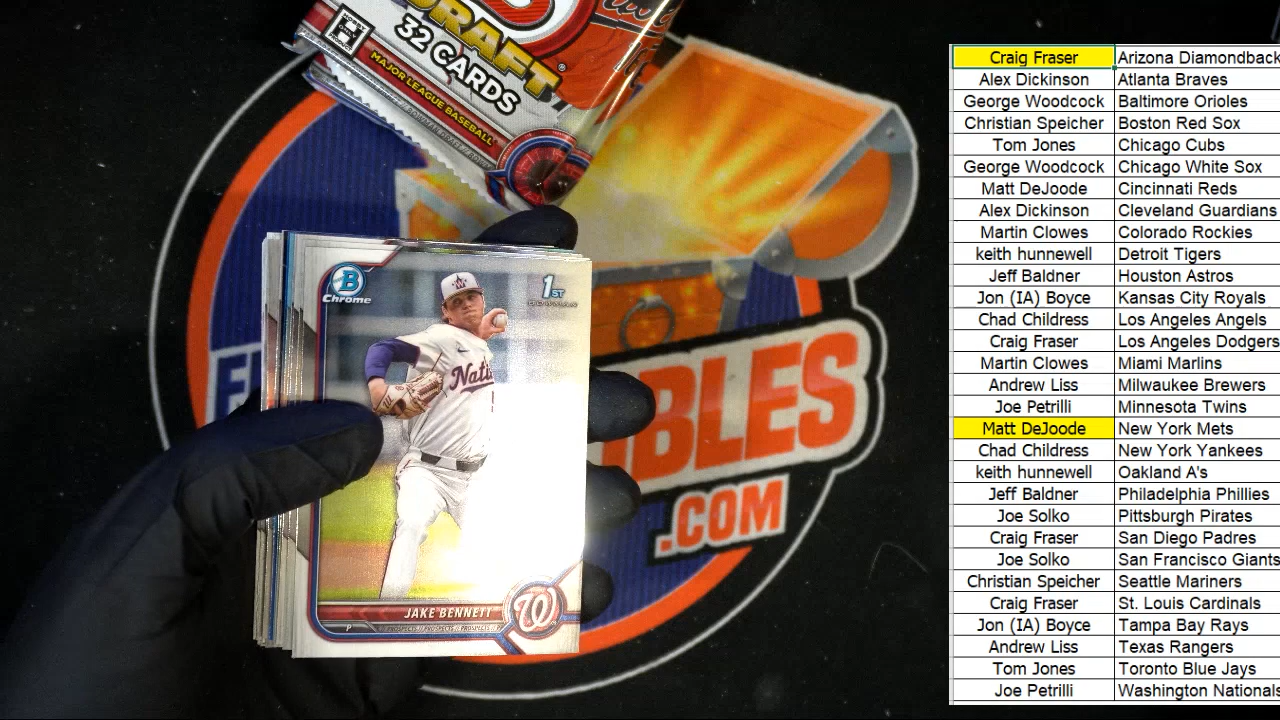 DRAFT
32 CARDS
MAJOR LEAGUE BASEBALL
B
Chrome
1ST
BOWMAN
Nati
JAKE BENNETT
P
PROSPECTS // PROSPECTS // PROSPECTS
W
BLES
.COM
Craig Fraser Arizona Diamondback
Alex Dickinson Atlanta Braves
George Woodcock Baltimore Orioles
Christian Speicher Boston Red Sox
Tom Jones Chicago Cubs
George Woodcock Chicago White Sox
Matt DeJoode Cincinnati Reds
Alex Dickinson Cleveland Guardians
Martin Clowes Colorado Rockies
keith hunnewell Detroit Tigers
Jeff Baldner Houston Astros
Jon (IA) Boyce Kansas City Royals
Chad Childress Los Angeles Angels
Craig Fraser Los Angeles Dodgers
Martin Clowes Miami Marlins
Andrew Liss Milwaukee Brewers
Joe Petrilli Minnesota Twins
Matt DeJoode New York Mets
Chad Childress New York Yankees
keith hunnewell Oakland A's
Jeff Baldner Philadelphia Phillies
Joe Solko Pittsburgh Pirates
Craig Fraser San Diego Padres
Joe Solko San Francisco Giants
Christian Speicher Seattle Mariners
Craig Fraser St. Louis Cardinals
Jon (IA) Boyce Tampa Bay Rays
Andrew Liss Texas Rangers
Tom Jones Toronto Blue Jays
Joe Petrilli Washington Nationals